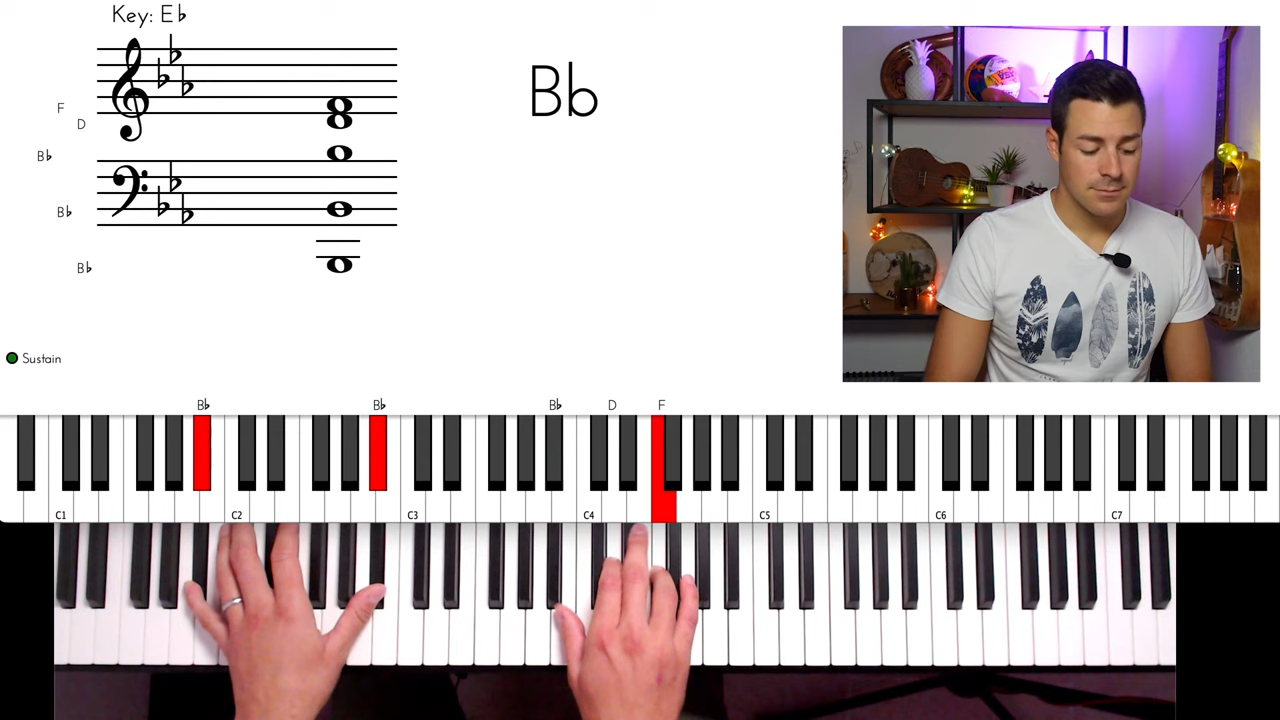 Key: E♭
F
D
B♭
B♭
B♭
Bb
Sustain
B♭ B♭ B♭ D F
C1 C2 C3 C4 C5 C6 C7